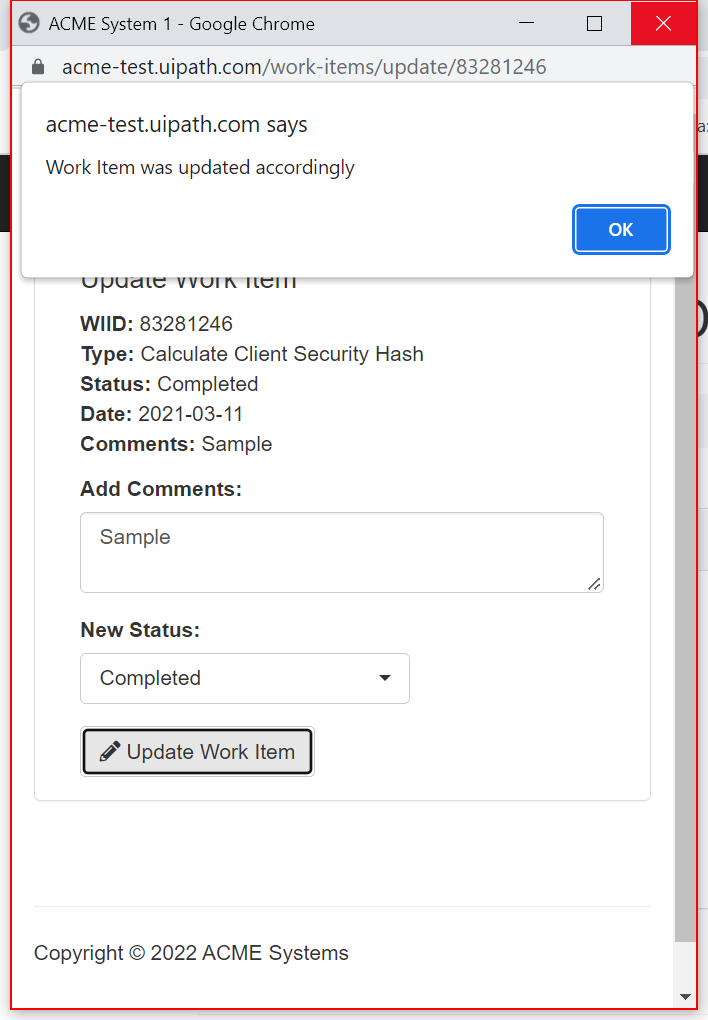 ACME System 1 - Google Chrome
acme-test.uipath.com/work-items/update/83281246
acme-test.uipath.com says
Work Item was updated accordingly
OK
Update Work Item
WIID: 83281246
Type: Calculate Client Security Hash
Status: Completed
Date: 2021-03-11
Comments: Sample
Add Comments:
Sample
New Status:
Completed
Update Work Item
Copyright © 2022 ACME Systems